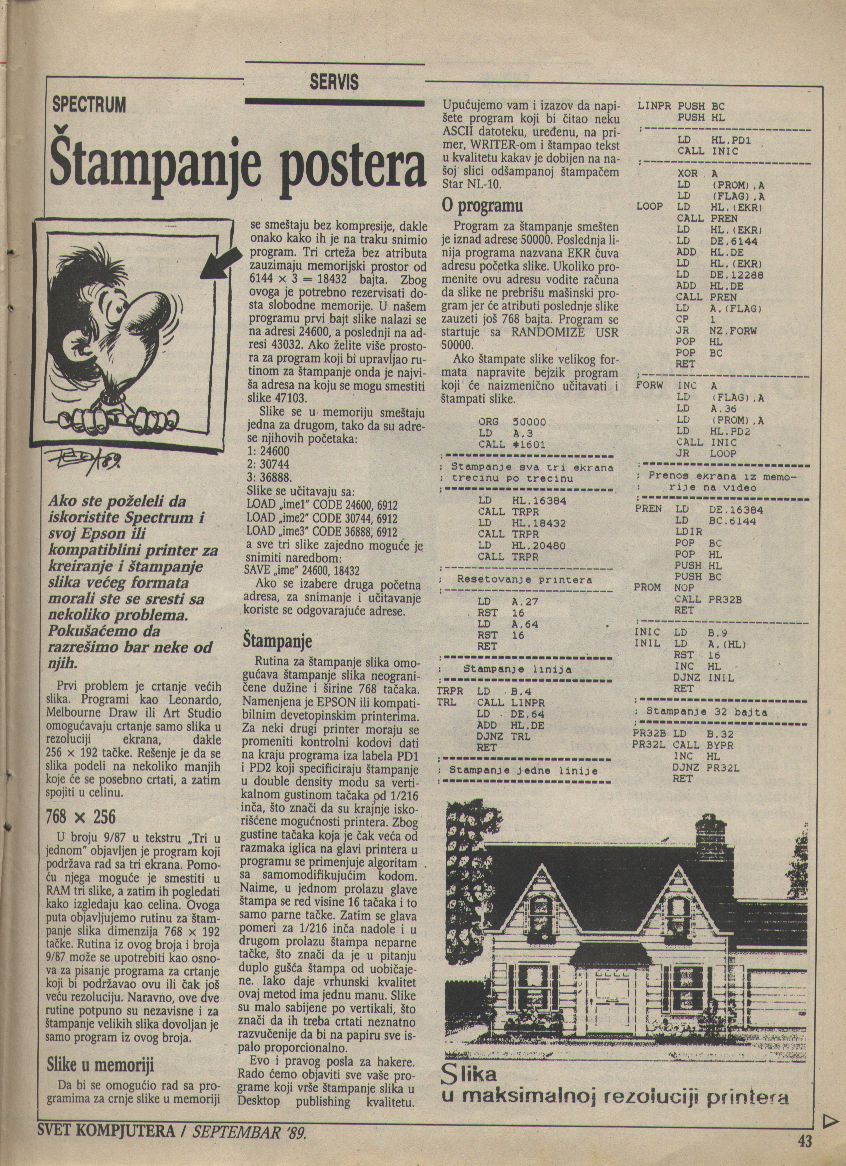 SERVIS
SPECTRUM
Štampanje postera
Ako ste poželeli da
iskoristite Spectrum i
svoj Epson ili
kompatiblini printer za
kreiranje i štampanje
slika većeg formata
morali ste se sresti sa
nekoliko problema.
Pokušaćemo da
razrešimo bar neke od
njih.
Prvi problem je crtanje većih
slika. Programi kao Leonardo,
Melbourne Draw ili Art Studio
omogućavaju crtanje samo slika u
rezoluciji ekrana, dakle
256 × 192 tačke. Rešenje je da se
slika podeli na nekoliko manjih
koje će se posebno crtati, a zatim
spojiti u celinu.
768 × 256
U broju 9/87 u tekstu „Tri u
jednom" objavljen je program koji
podržava rad sa tri ekrana. Pomo-
ću njega moguće je smestiti u
RAM tri slike, a zatim ih pogledati
kako izgledaju kao celina. Ovoga
puta objavljujemo rutinu za štam-
panje slika dimenzija 768 × 192
tačke. Rutina iz ovog broja i broja
9/87 može se upotrebiti kao osno-
va za pisanje programa za crtanje
koji bi podržavao ovu ili čak još
veću rezoluciju. Naravno, ove dve
rutine potpuno su nezavisne i za
štampanje velikih slika dovoljan je
samo program iz ovog broja.
Slike u memoriji
Da bi se omogućio rad sa pro-
gramima za crnje slike u memoriji
se smeštaju bez kompresije, dakle
onako kako ih je na traku snimio
program. Tri crteža bez atributa
zauzimaju memorijski prostor od
6144 × 3 = 18432 bajta. Zbog
ovoga je potrebno rezervisati do-
sta slobodne memorije. U našem
programu prvi bajt slike nalazi se
na adresi 24600, a poslednji na ad-
resi 43032. Ako želite više prosto-
ra za program koji bi upravljao ru-
tinom za štampanje onda je najvi-
ša adresa na koju se mogu smestiti
slike 47103.
Slike se u memoriju smeštaju
jedna za drugom, tako da su adre-
se njihovih početaka:
1: 24600
2: 30744
3: 36888.
Slike se učitavaju sa:
LOAD „ime1" CODE 24600, 6912
LOAD „ime2" CODE 30744, 6912
LOAD „ime3" CODE 36888, 6912
a sve tri slike zajedno moguće je
snimiti naredbom:
SAVE „ime" 24600, 18432
Ako se izabere druga početna
adresa, za snimanje i učitavanje
koriste se odgovarajuće adrese.
Štampanje
Rutina za štampanje slika omo-
gućava štampanje slika neograni-
čene dužine i širine 768 tačaka.
Namenjena je EPSON ili kompati-
bilnim devetopinskim printerima.
Za neki drugi printer moraju se
promeniti kontrolni kodovi dati
na kraju programa iza labela PD1
i PD2 koji specificiraju štampanje
u double density modu sa verti-
kalnom gustinom tačaka od 1/216
inča, što znači da su krajnje isko-
rišćene mogućnosti printera. Zbog
gustine tačaka koja je čak veća od
razmaka iglica na glavi printera u
programu se primenjuje algoritam
sa samomodifikujućim kodom.
Naime, u jednom prolazu glave
štampa se red visine 16 tačaka i to
samo parne tačke. Zatim se glava
pomeri za 1/216 inča nadole i u
drugom prolazu štampa neparne
tačke, što znači da je u pitanju
duplo gušća štampa od uobičaje-
ne. Iako daje vrhunski kvalitet
ovaj metod ima jednu manu. Slike
su malo sabijene po vertikali, što
znači da ih treba crtati neznatno
razvučenije da bi na papiru sve is-
palo proporcionalno.
Evo i pravog posla za hakere.
Rado ćemo objaviti sve vaše pro-
grame koji vrše štampanje slika u
Desktop publishing kvalitetu.
Upućujemo vam i izazov da napi-
šete program koji bi čitao neku
ASCII datoteku, uređenu, na pri-
mer, WRITER-om i štampao tekst
u kvalitetu kakav je dobijen na na-
šoj slici odšampanoj štampačem
Star NL-10.
O programu
Program za štampanje smešten
je iznad adrese 50000. Poslednja li-
nija programa nazvana EKR čuva
adresu početka slike. Ukoliko pro-
menite ovu adresu vodite računa
da slike ne prebrišu mašinski pro-
gram jer će atributi poslednje slike
zauzeti još 768 bajta. Program se
startuje sa RANDOMIZE USR
50000.
Ako štampate slike velikog for-
mata napravite bejzik program
koji će naizmenično učitavati i
štampati slike.
ORG 50000
LD A.3
CALL #1601
; Stampanje sva tri ekrana
; trecinu po trecinu
LD HL.16384
CALL TRPR
LD HL.18432
CALL TRPR
LD HL.20480
CALL TRPR
; Resetovanje printera
LD A.27
RST 16
LD A.64
RST 16
RET
; Stampanje linija
TRPR LD B.4
TRL CALL LINPR
LD DE.64
ADD HL.DE
DJNZ TRL
RET
; Stampanje jedne linije
LINPR PUSH BC
PUSH HL
LD HL.PD1
CALL INIC
XOR A
LD (PROM),A
LD (FLAG).A
LOOP LD HL.(EKR)
CALL PREN
LD HL.(EKR)
LD DE.6144
ADD HL.DE
LD HL.(EKR)
LD DE.12288
ADD HL.DE
CALL PREN
LD A.(FLAG)
CP 1
JR NZ.FORW
POP HL
POP BC
RET
FORW INC A
LD (FLAG).A
LD A.36
LD (PROM),A
LD HL.PD2
CALL INIC
JR LOOP
; Prenos ekrana iz memo-
; rije na video
PREN LD DE.16384
LD BC.6144
LDIR
POP BC
POP HL
PUSH HL
PUSH BC
PROM NOP
CALL PR32B
RET
INIC LD B.9
INIL LD A.(HL)
RST 16
INC HL
DJNZ INIL
RET
; Stampanje 32 bajta
PR32B LD B.32
PR32L CALL BYPR
INC HL
DJNZ PR32L
RET
Slika
u maksimalnoj rezoluciji printera
SVET KOMPJUTERA / SEPTEMBAR '89.
43